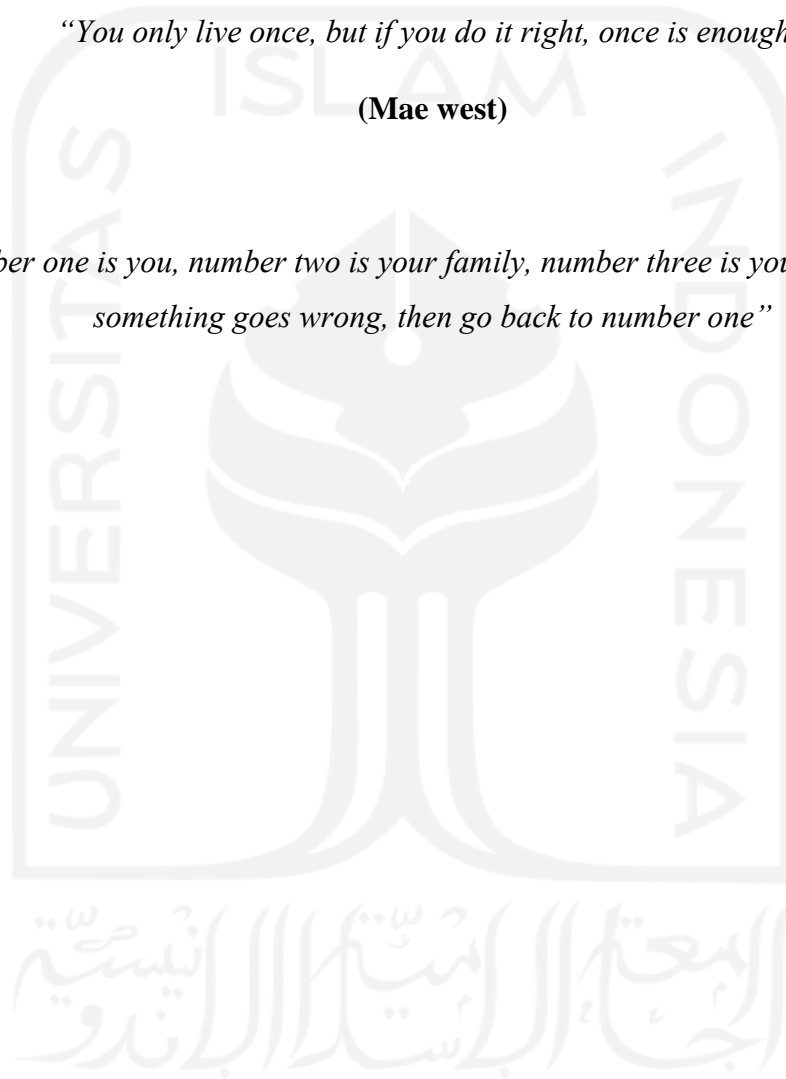 “You only live once, but if you do it right, once is enough
(Mae west)
ber one is you, number two is your family, number three is you
something goes wrong, then go back to number one”
ISLAM
UNIVERSITAS
INDONESIA